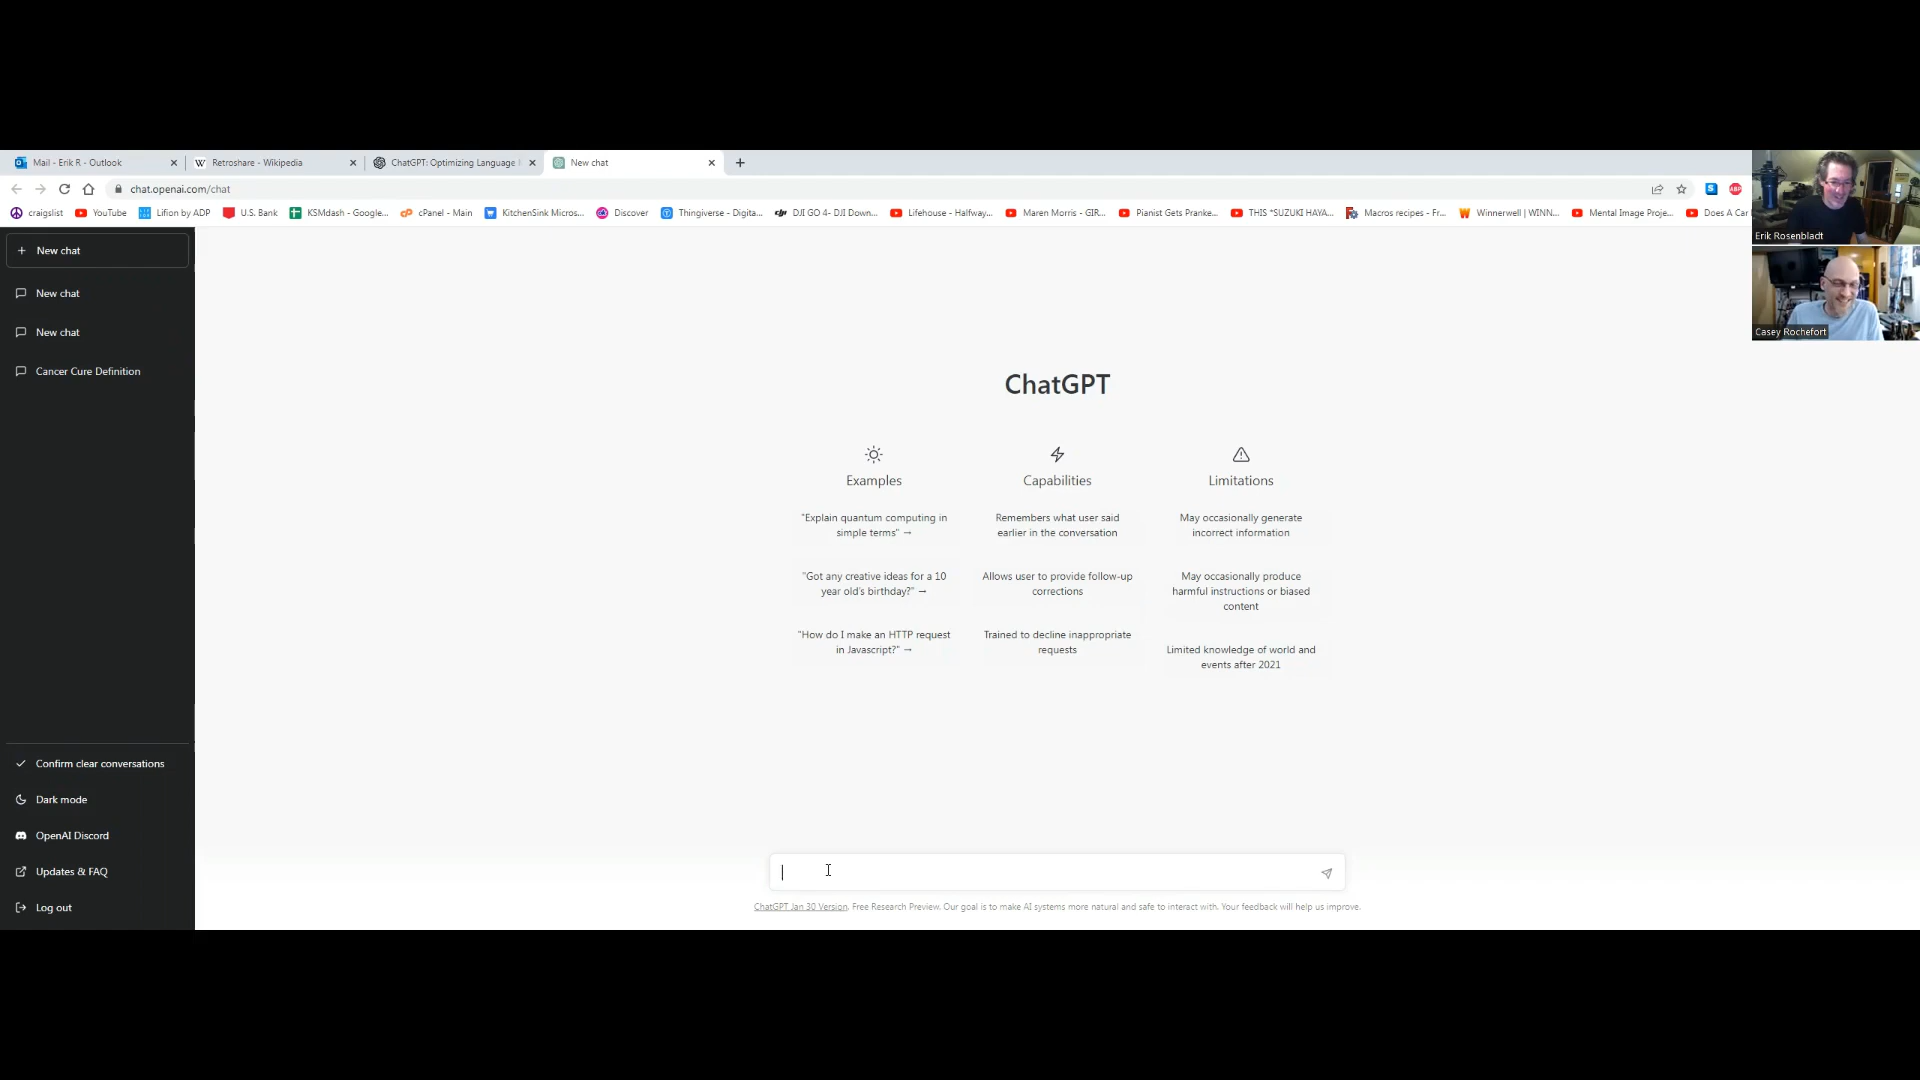 Mail - Erik R - Outlook
Retroshare - Wikipedia
ChatGPT: Optimizing Language
New chat
chat.openai.com/chat
craigslist
YouTube
Lifion by ADP
U.S. Bank
KSMdash - Google...
cPanel - Main
KitchenSink Micros...
Discover
Thingiverse - Digita...
DJI GO 4- DJI Down...
Lifehouse - Halfway...
Maren Morris - GIR...
Pianist Gets Pranke...
THIS *SUZUKI HAYA...
Macros recipes - Fr...
Winnerwell | WINN...
Mental Image Proje...
Does A Car
Erik Rosenbladt
Casey Rochefort
New chat
New chat
New chat
Cancer Cure Definition
ChatGPT
Examples
"Explain quantum computing in
simple terms" →
"Got any creative ideas for a 10
year old's birthday?" →
"How do I make an HTTP request
in Javascript?" →
Capabilities
Remembers what user said
earlier in the conversation
Allows user to provide follow-up
corrections
Trained to decline inappropriate
requests
Limitations
May occasionally generate
incorrect information
May occasionally produce
harmful instructions or biased
content
Limited knowledge of world and
events after 2021
Confirm clear conversations
Dark mode
OpenAI Discord
Updates & FAQ
Log out
ChatGPT Jan 30 Version. Free Research Preview. Our goal is to make AI systems more natural and safe to interact with. Your feedback will help us improve.